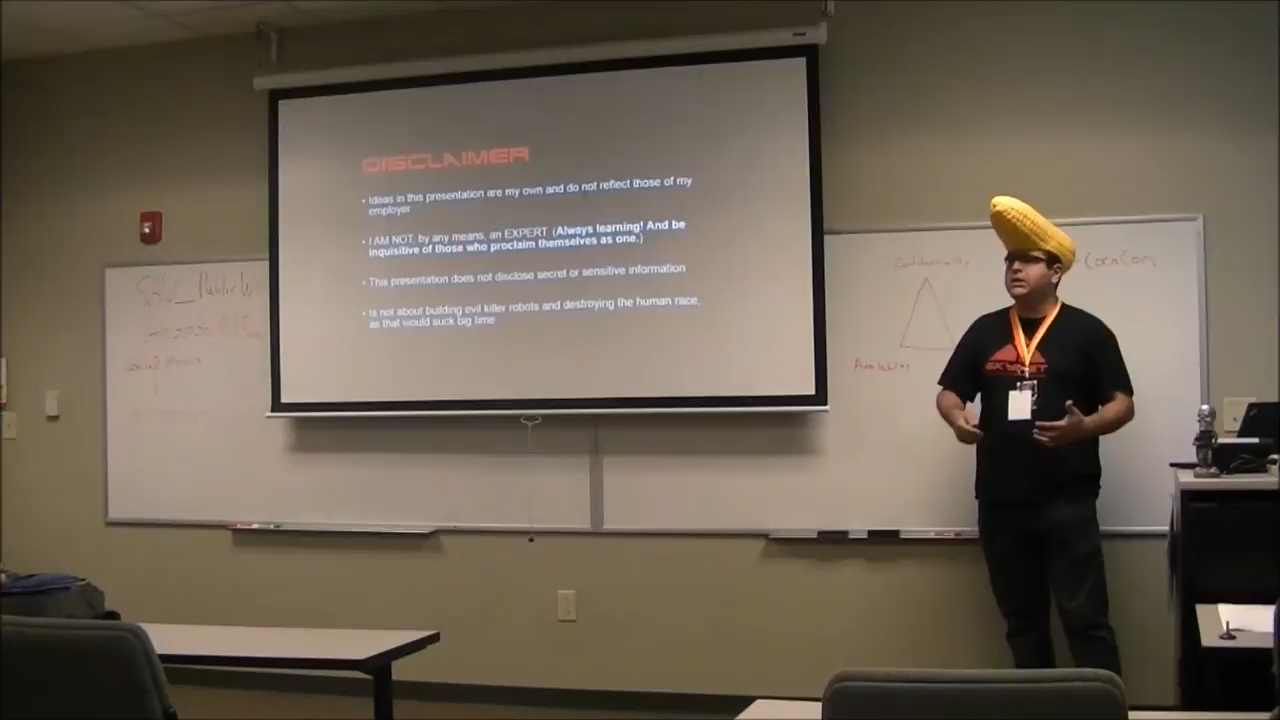 DISCLAIMER
• Ideas in this presentation are my own and do not reflect those of my
employer
• I AM NOT, by any means, an EXPERT (Always learning! And be
inquisitive of those who proclaim themselves as one.)
• This presentation does not disclose secret or sensitive information
• Is not about building evil killer robots and destroying the human race,
as that would suck big time
Confidentiality
CornCon
Availability
SKYNET